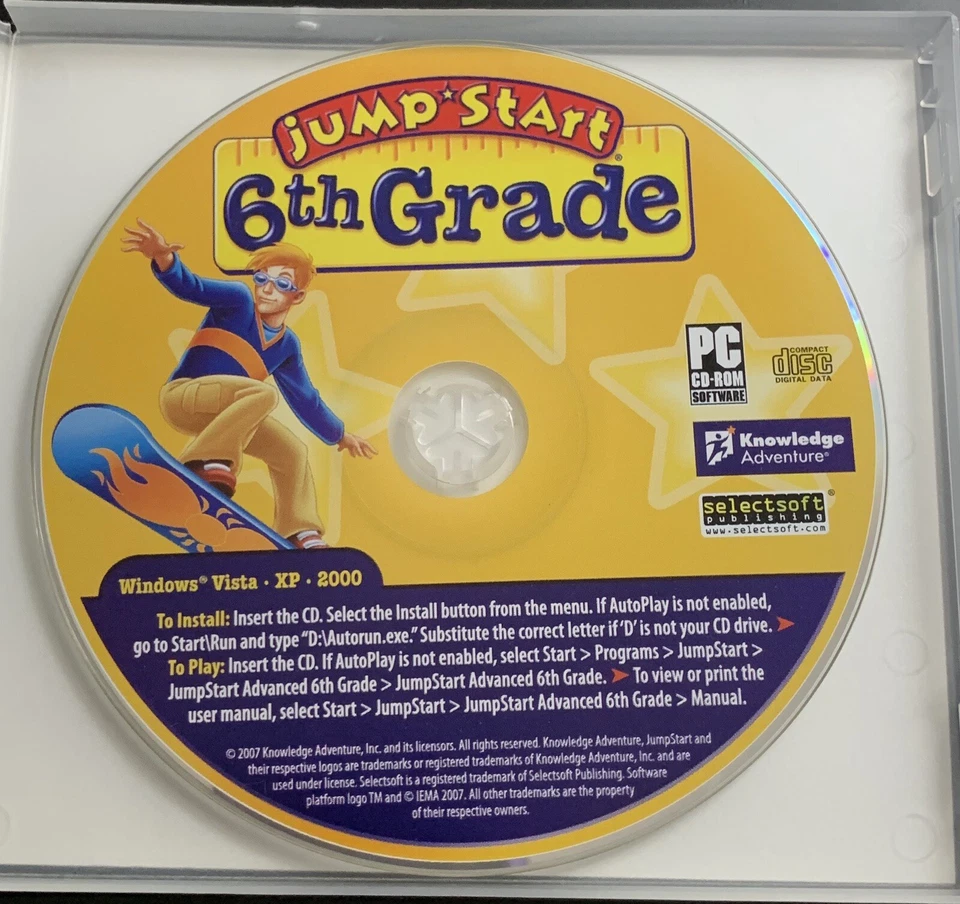 JumpStart
6th Grade®
PC
CD-ROM
SOFTWARE
COMPACT
disc
DIGITAL DATA
Knowledge
Adventure®
selectsoft®
publishing
www.selectsoft.com
Windows® Vista · XP · 2000
To Install: Insert the CD. Select the Install button from the menu. If AutoPlay is not enabled,
go to Start\Run and type “D:\Autorun.exe.” Substitute the correct letter if ‘D’ is not your CD drive.
To Play: Insert the CD. If AutoPlay is not enabled, select Start > Programs > JumpStart >
JumpStart Advanced 6th Grade > JumpStart Advanced 6th Grade. To view or print the
user manual, select Start > JumpStart > JumpStart Advanced 6th Grade > Manual.
© 2007 Knowledge Adventure, Inc. and its licensors. All rights reserved. Knowledge Adventure, JumpStart and
their respective logos are trademarks or registered trademarks of Knowledge Adventure, Inc. and are
used under license. Selectsoft is a registered trademark of Selectsoft Publishing. Software
platform logo TM and © IEMA 2007. All other trademarks are the property
of their respective owners.